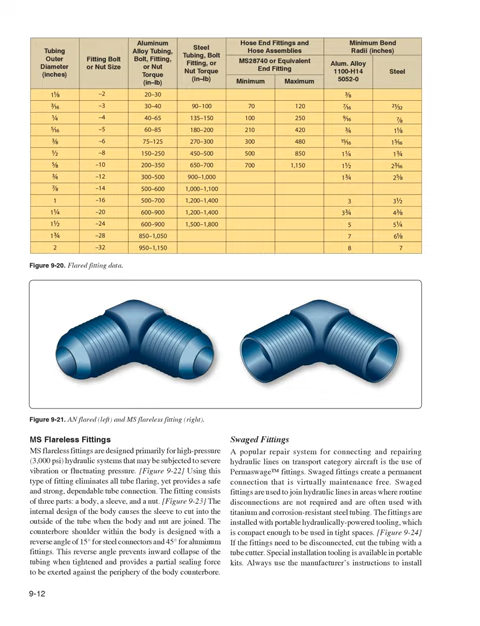 Tubing Outer Diameter (inches)
Fitting Bolt or Nut Size
Aluminum Alloy Tubing, Bolt, Fitting, or Nut Torque (in–lb)
Steel Tubing, Bolt Fitting, or Nut Torque (in–lb)
Hose End Fittings and Hose Assemblies
MS28740 or Equivalent End Fitting
Minimum Maximum
Minimum Bend Radii (inches)
Alum. Alloy 1100-H14 5052-0
Steel
1⅛ –2 20–30 ⅜
3⁄16 –3 30–40 90–100 70 120 7⁄16 21⁄32
¼ –4 40–65 135–150 100 250 9⁄16 ⅞
5⁄16 –5 60–85 180–200 210 420 ¾ 1⅛
⅜ –6 75–125 270–300 300 480 15⁄16 1 5⁄16
½ –8 150–250 450–500 500 850 1¼ 1¾
⅝ –10 200–350 650–700 700 1,150 1½ 2 3⁄16
¾ –12 300–500 900–1,000 1¾ 2⅝
⅞ –14 500–600 1,000–1,100
1 –16 500–700 1,200–1,400 3 3½
1¼ –20 600–900 1,200–1,400 3¾ 4⅜
1½ –24 600–900 1,500–1,800 5 5¼
1¾ –28 850–1,050 7 6⅛
2 –32 950–1,150 8 7
Figure 9-20. Flared fitting data.
Figure 9-21. AN flared (left) and MS flareless fitting (right).
MS Flareless Fittings
MS flareless fittings are designed primarily for high-pressure
(3,000 psi) hydraulic systems that may be subjected to severe
vibration or fluctuating pressure. [Figure 9-22] Using this
type of fitting eliminates all tube flaring, yet provides a safe
and strong, dependable tube connection. The fitting consists
of three parts: a body, a sleeve, and a nut. [Figure 9-23] The
internal design of the body causes the sleeve to cut into the
outside of the tube when the body and nut are joined. The
counterbore shoulder within the body is designed with a
reverse angle of 15° for steel connectors and 45° for aluminum
fittings. This reverse angle prevents inward collapse of the
tubing when tightened and provides a partial sealing force
to be exerted against the periphery of the body counterbore.
Swaged Fittings
A popular repair system for connecting and repairing
hydraulic lines on transport category aircraft is the use of
Permaswage™ fittings. Swaged fittings create a permanent
connection that is virtually maintenance free. Swaged
fittings are used to join hydraulic lines in areas where routine
disconnections are not required and are often used with
titanium and corrosion-resistant steel tubing. The fittings are
installed with portable hydraulically-powered tooling, which
is compact enough to be used in tight spaces. [Figure 9-24]
If the fittings need to be disconnected, cut the tubing with a
tube cutter. Special installation tooling is available in portable
kits. Always use the manufacturer’s instructions to install
9-12